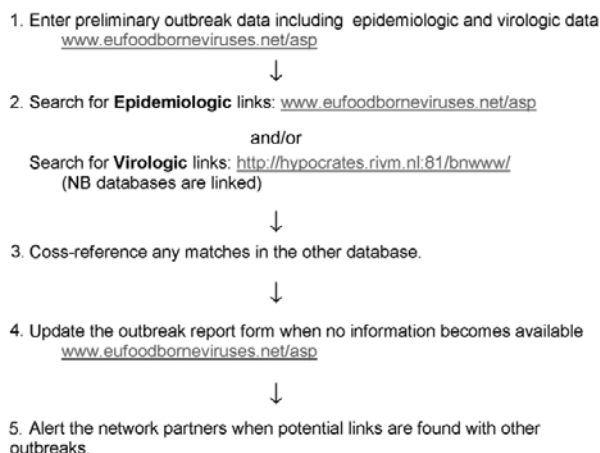 1. Enter preliminary outbreak data including epidemiologic and virologic data
www.eufoodborneviruses.net/asp
↓
2. Search for Epidemiologic links: www.eufoodborneviruses.net/asp
and/or
Search for Virologic links: http://hypocrates.rivm.nl:81/bnwww/
(NB databases are linked)
↓
3. Coss-reference any matches in the other database.
↓
4. Update the outbreak report form when no information becomes available
www.eufoodborneviruses.net/asp
↓
5. Alert the network partners when potential links are found with other
outbreaks.